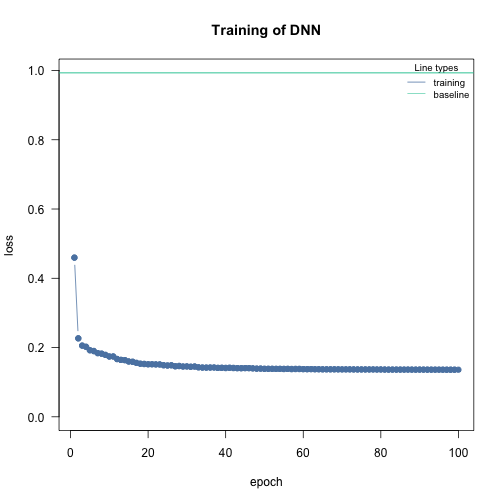 Training of DNN
Line types
training
baseline
loss
1.0
0.8
0.6
0.4
0.2
0.0
0 20 40 60 80 100
epoch